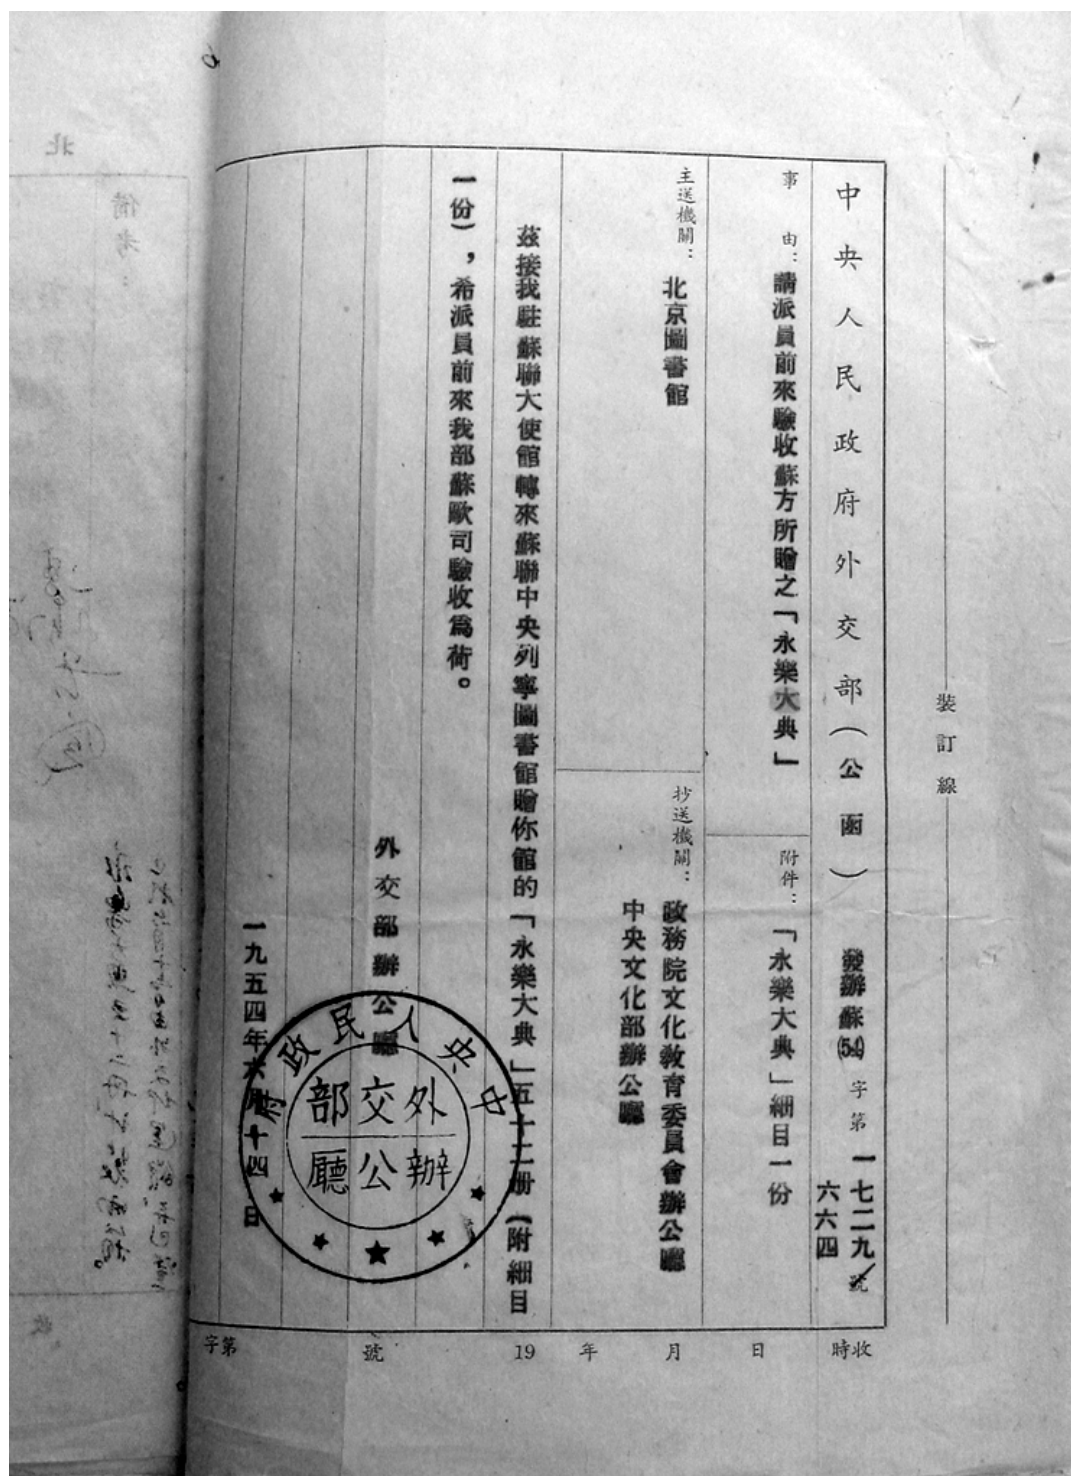 裝訂線
中央人民政府外交部(公函)
發辦蘇(54)字第一七二九/六六四號
事由：請派員前來驗收蘇方所贈之「永樂大典」
附件：「永樂大典」細目一份
主送機關：北京圖書館
抄送機關：政務院文化教育委員會辦公廳
中央文化部辦公廳
茲接我駐蘇聯大使館轉來蘇聯中央列寧圖書館贈你館的「永樂大典」五十二册(附細目
一份)，希派員前來我部蘇歐司驗收爲荷。
外交部辦公廳
一九五四年六月十四日
中央人民政府
外交部
辦公廳
收時 日 月 年 19 號 第字
北
備考：
收